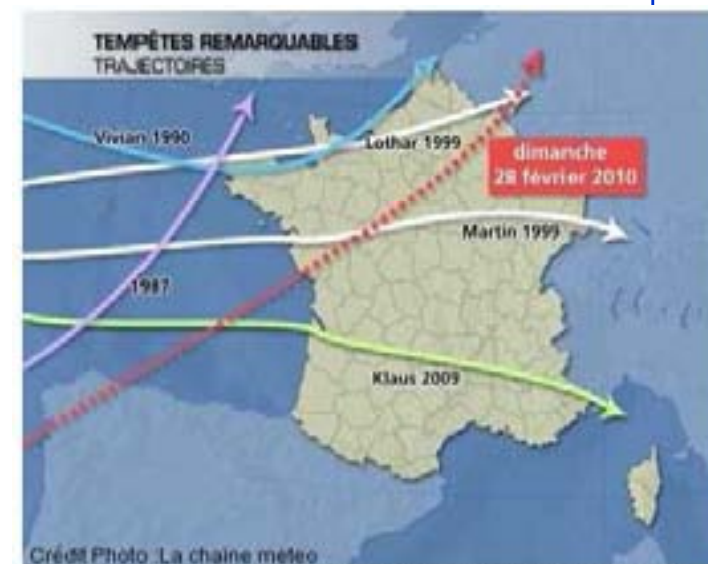 TEMPÊTES REMARQUABLES
TRAJECTOIRES
Vivian 1990
Lothar 1999
dimanche
28 février 2010
Martin 1999
1987
Klaus 2009
Crédit Photo :La chaine meteo